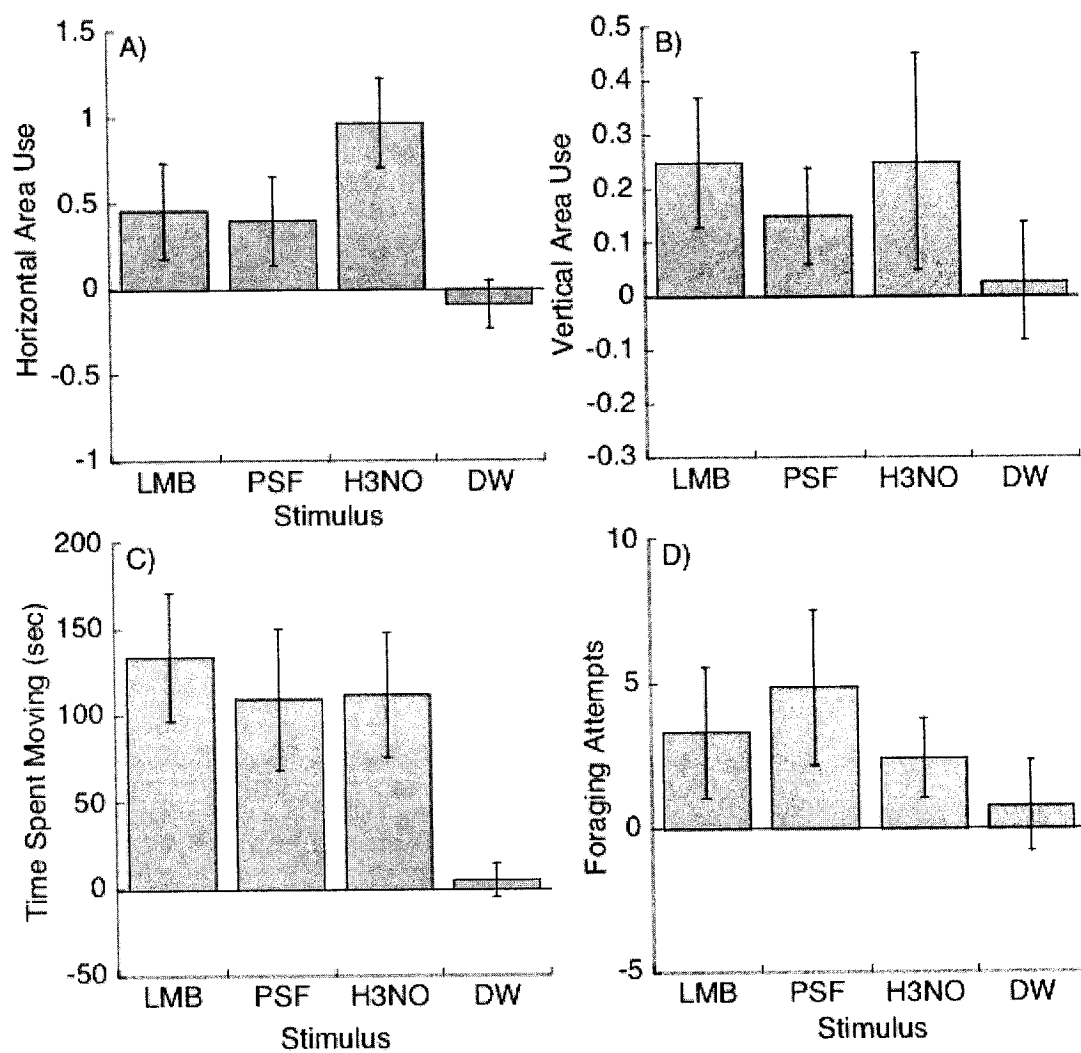 A)
Horizontal Area Use
1.5
1
0.5
0
-0.5
-1
LMB PSF H3NO DW
Stimulus
B)
Vertical Area Use
0.5
0.4
0.3
0.2
0.1
0
-0.1
-0.2
-0.3
LMB PSF H3NO DW
C)
Time Spent Moving (sec)
200
150
100
50
0
-50
LMB PSF H3NO DW
Stimulus
D)
Foraging Attempts
10
5
0
-5
LMB PSF H3NO DW
Stimulus